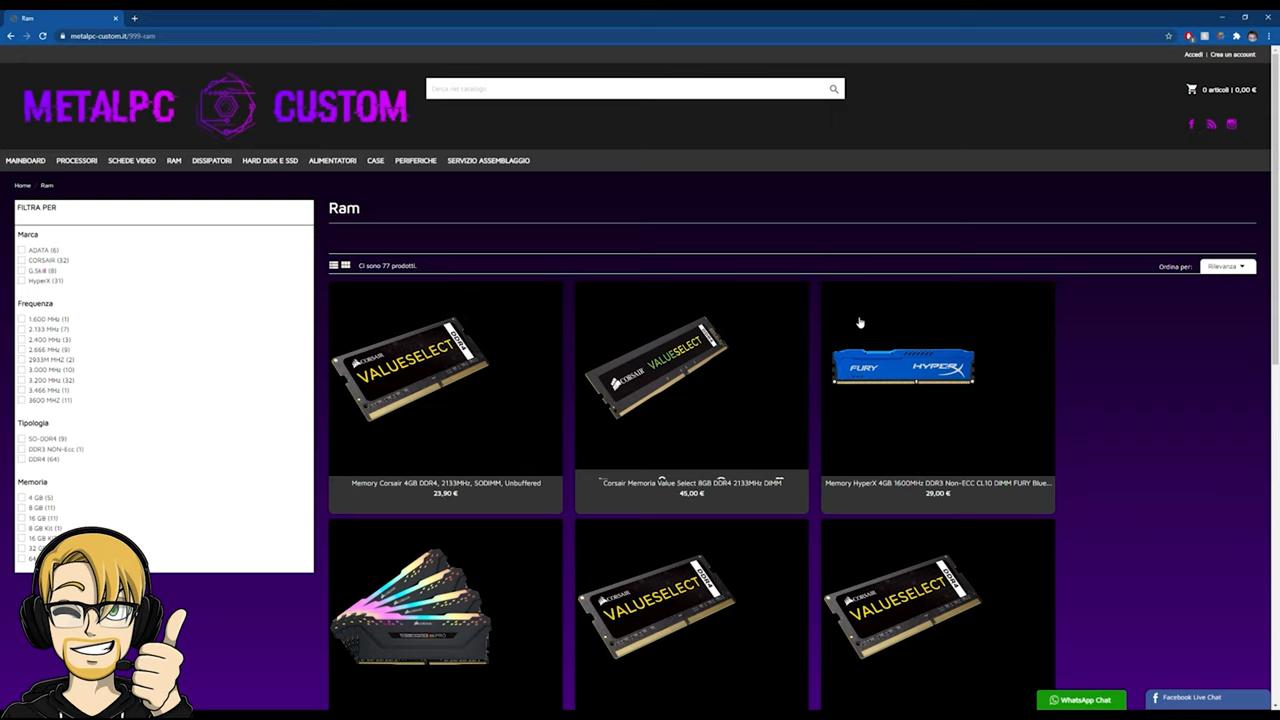 Ram
metalpc-custom.it/999-ram
Accedi | Crea un account
METALPC CUSTOM
Cerca nel catalogo
0 articoli | 0,00 €
MAINBOARD PROCESSORI SCHEDE VIDEO RAM DISSIPATORI HARD DISK E SSD ALIMENTATORI CASE PERIFERICHE SERVIZIO ASSEMBLAGGIO
Home Ram
FILTRA PER
Marca
ADATA (6)
CORSAIR (32)
G.Skill (8)
HyperX (31)
Frequenza
1.600 MHz (1)
2.133 MHz (7)
2.400 MHz (3)
2.666 MHz (9)
2933M MHZ (2)
3.000 MHz (10)
3.200 MHz (32)
3.466 MHz (1)
3600 MHZ (11)
Tipologia
SO-DDR4 (9)
DDR3 NON-Ecc (1)
DDR4 (64)
Memoria
4 GB (5)
8 GB (11)
16 GB (11)
8 GB Kit (1)
16 GB
32
64
Ram
Ci sono 77 prodotti.
Ordina per: Rilevanza
CORSAIR VALUESELECT DDR4
Memory Corsair 4GB DDR4, 2133MHz, SODIMM, Unbuffered
23,90 €
CORSAIR VALUESELECT
Corsair Memoria Value Select 8GB DDR4 2133MHz DIMM
45,00 €
FURY HYPERX
Memory HyperX 4GB 1600MHz DDR3 Non-ECC CL10 DIMM FURY Blue...
29,00 €
CORSAIR VALUESELECT DDR4
CORSAIR VALUESELECT DDR4
WhatsApp Chat
Facebook Live Chat